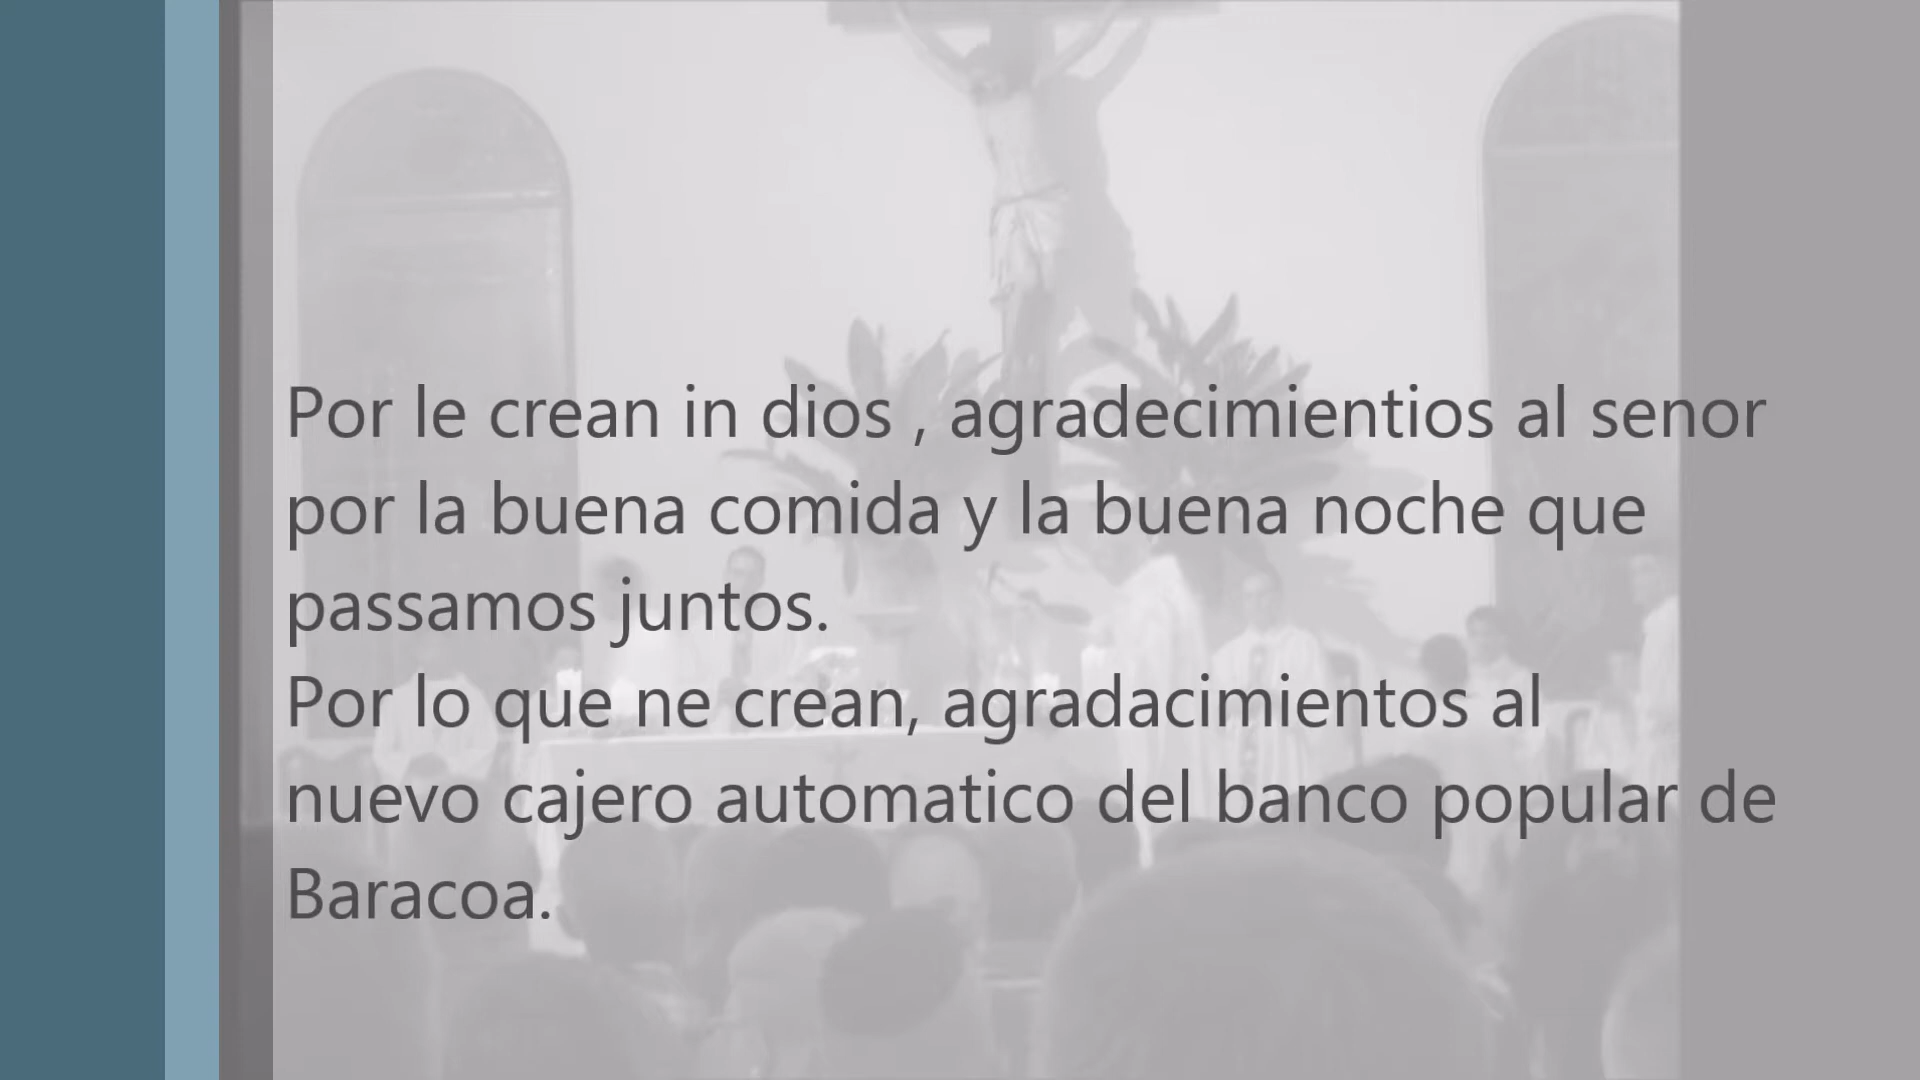 Por le crean in dios , agradecimientios al senor
por la buena comida y la buena noche que
passamos juntos.
Por lo que ne crean, agradacimientos al
nuevo cajero automatico del banco popular de
Baracoa.